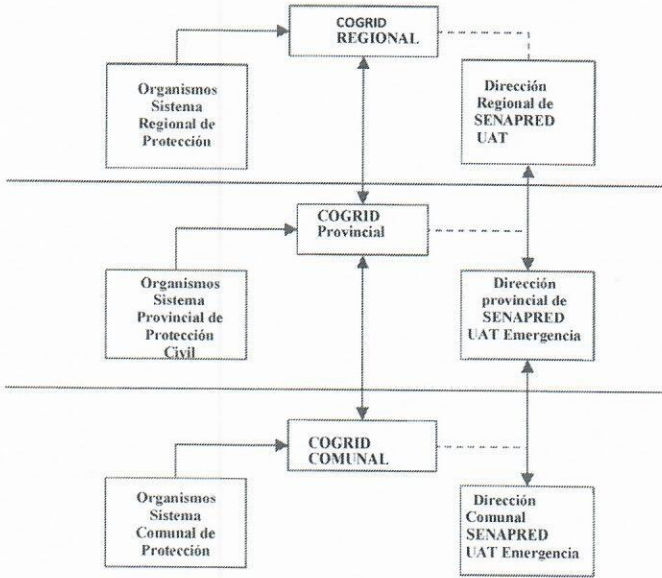 COGRID
REGIONAL
Organismos
Sistema
Regional de
Protección
Dirección
Regional de
SENAPRED
UAT
COGRID
Provincial
Organismos
Sistema
Provincial de
Protección
Civil
Dirección
provincial de
SENAPRED
UAT Emergencia
COGRID
COMUNAL
Organismos
Sistema
Comunal de
Protección
Dirección
Comunal
SENAPRED
UAT Emergencia